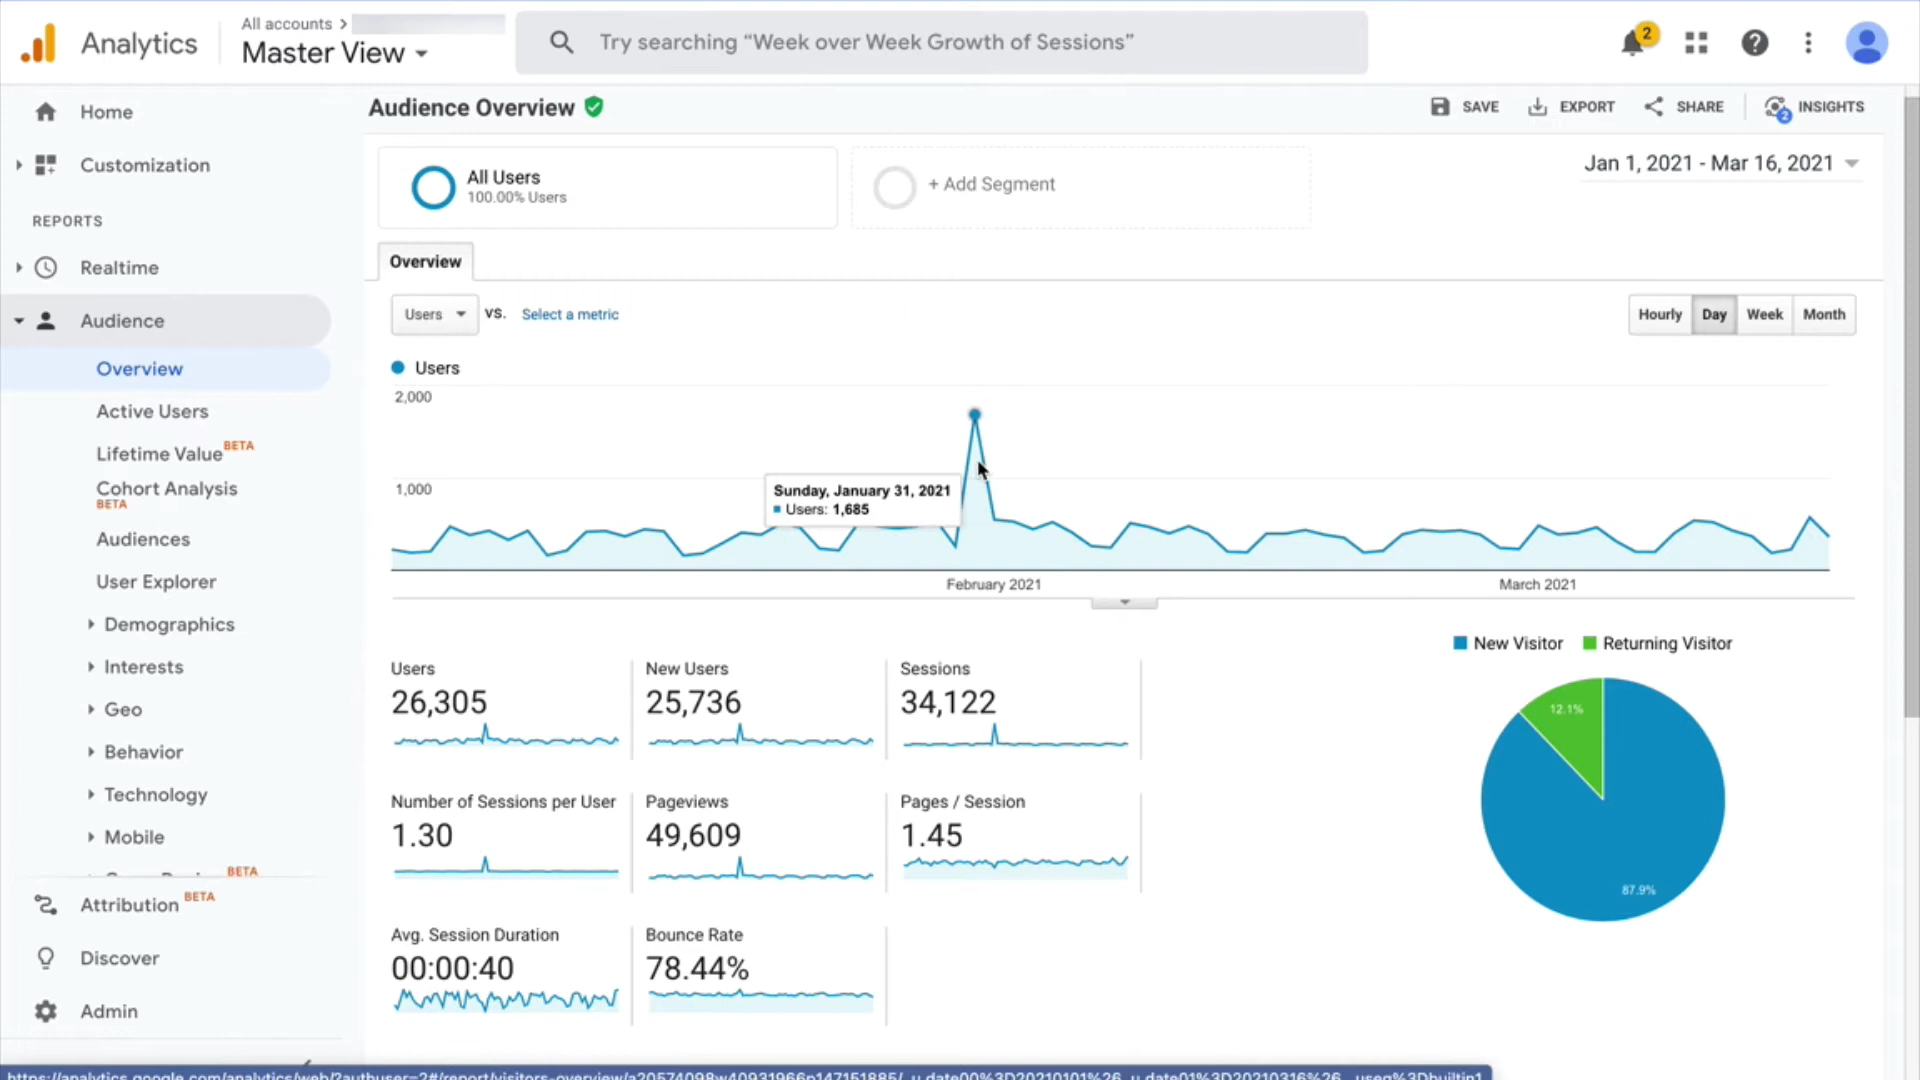 Analytics
All accounts >
Master View
Try searching “Week over Week Growth of Sessions”
2
Home
Customization
REPORTS
Realtime
Audience
Overview
Active Users
Lifetime Value BETA
Cohort Analysis
BETA
Audiences
User Explorer
Demographics
Interests
Geo
Behavior
Technology
Mobile
BETA
Attribution BETA
Discover
Admin
Audience Overview
SAVE
EXPORT
SHARE
2
INSIGHTS
All Users
100.00% Users
+ Add Segment
Jan 1, 2021 - Mar 16, 2021
Overview
Users
VS.
Select a metric
Hourly
Day
Week
Month
Users
2,000
1,000
Sunday, January 31, 2021
Users: 1,685
February 2021
March 2021
Users
26,305
New Users
25,736
Sessions
34,122
Number of Sessions per User
1.30
Pageviews
49,609
Pages / Session
1.45
Avg. Session Duration
00:00:40
Bounce Rate
78.44%
New Visitor
Returning Visitor
12.1%
87.9%